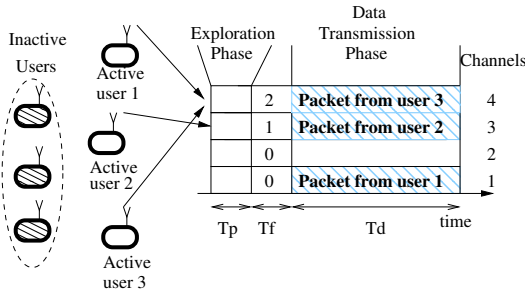 Inactive
Users
Active
user 1
Active
user 2
Active
user 3
Exploration
Phase
Data
Transmission
Phase
Channels
2 Packet from user 3 4
1 Packet from user 2 3
0 2
0 Packet from user 1 1
time
Tp Tf Td